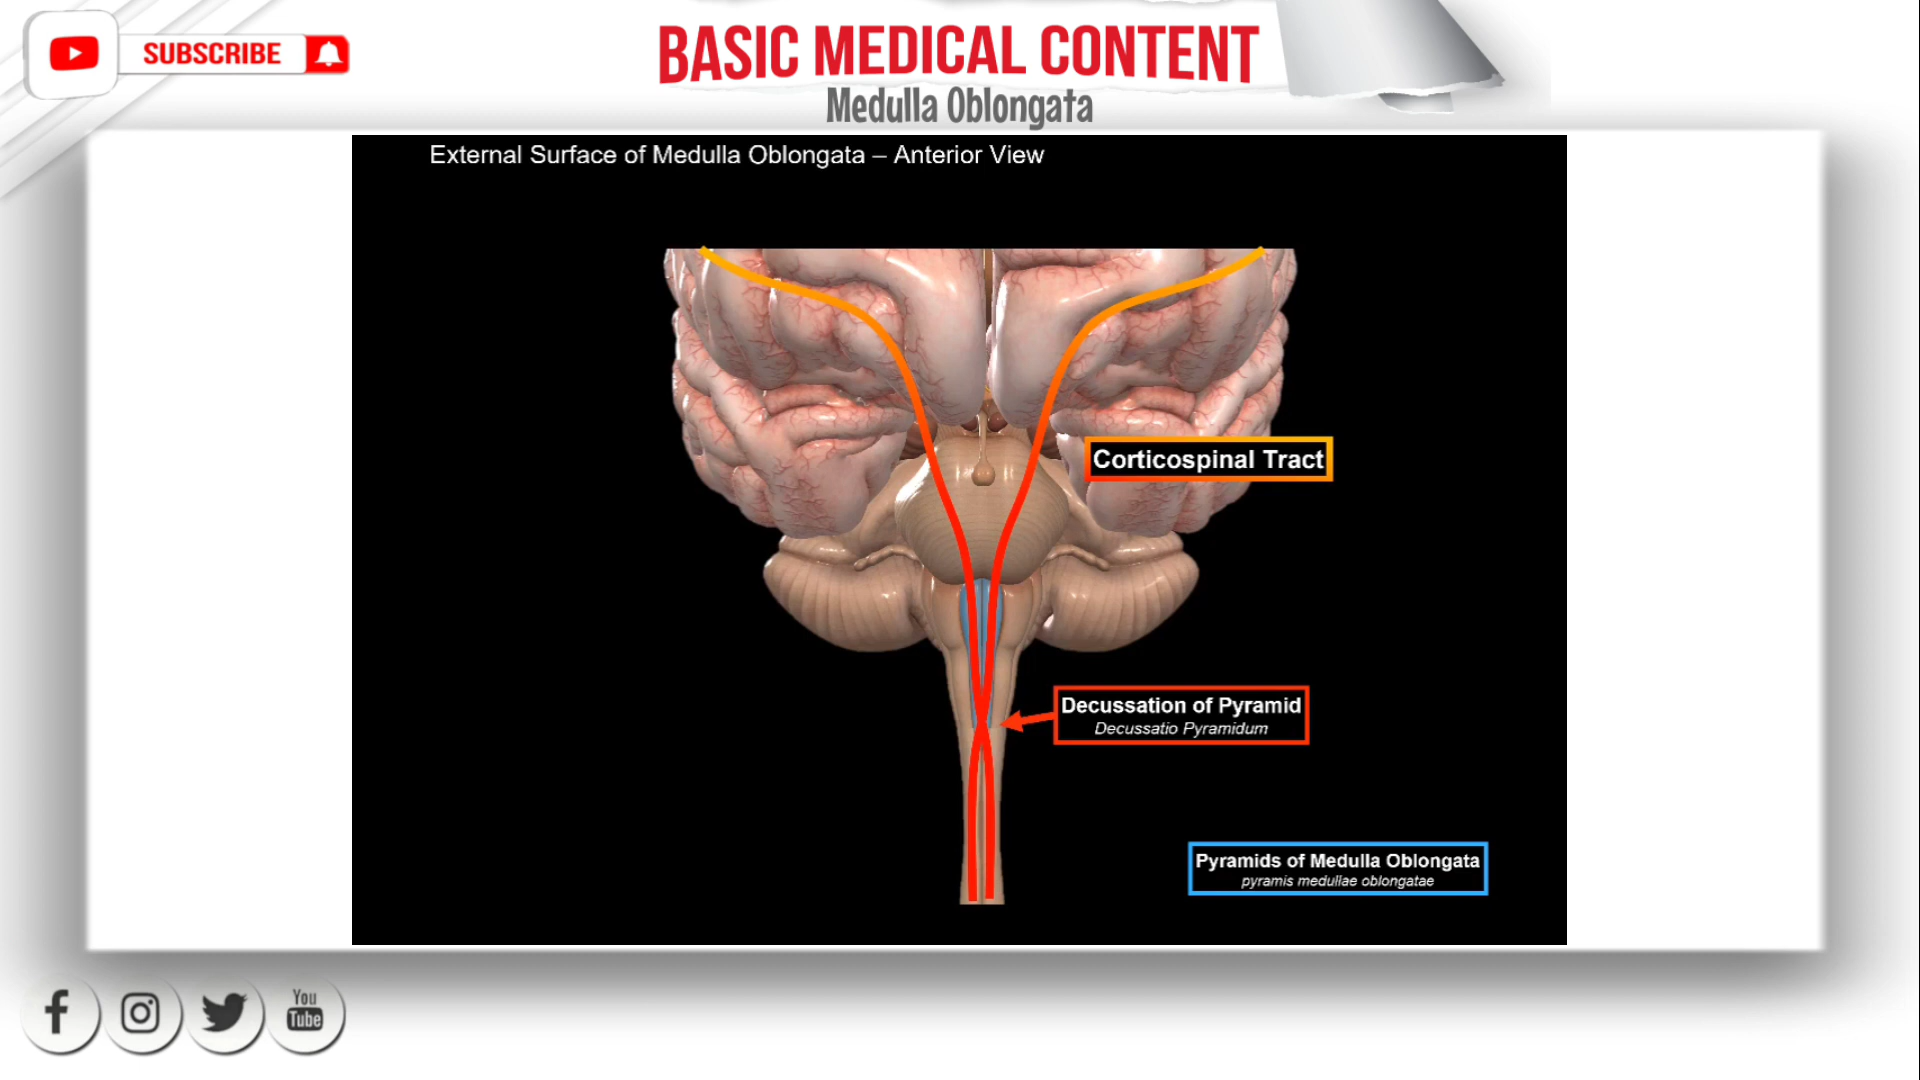 SUBSCRIBE
BASIC MEDICAL CONTENT
Medulla Oblongata
External Surface of Medulla Oblongata – Anterior View
Corticospinal Tract
Decussation of Pyramid
Decussatio Pyramidum
Pyramids of Medulla Oblongata
pyramis medullae oblongatae
You
Tube